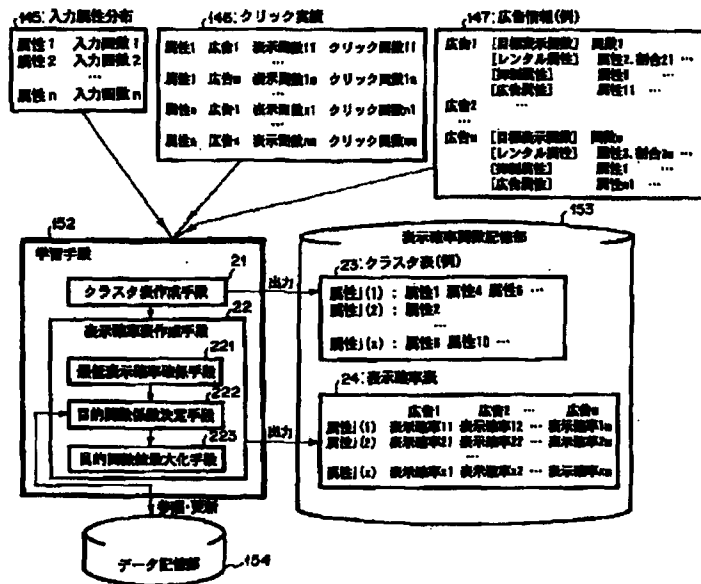 145:入力属性分布
属性1 入力回数1
属性2 入力回数2
…
属性n 入力回数n
146:クリック実績
属性1 広告1 表示回数11 クリック回数11
…
属性1 広告m 表示回数1m クリック回数1m
…
属性n 広告1 表示回数n1 クリック回数n1
…
属性n 広告m 表示回数nm クリック回数nm
147:広告情報(例)
広告1 [目標表示回数] 回数1
[レンタル属性] 属性2,割合21 …
[抑制属性]
[広告属性] 属性11 …
広告2 …
…
広告m [目標表示回数] 回数m
[レンタル属性] 属性3,割合3m …
[抑制属性] 属性1 …
[広告属性] 属性m1 …
152
学習手段
21
クラスタ表作成手段
22
表示確率表作成手段
221
最低表示確率確保手段
222
目的関数係数決定手段
223
目的関数最大化手段
出力
出力
参照・更新
データ記憶部
154
153
表示確率関数記憶部
23:クラスタ表(例)
属性j(1) : 属性1 属性4 属性6 …
属性j(2) : 属性2
…
属性j(x) : 属性8 属性10 …
24:表示確率表
広告1 広告2 … 広告m
属性j(1) 表示確率11 表示確率12 … 表示確率1m
属性j(2) 表示確率21 表示確率22 … 表示確率2m
…
属性j(x) 表示確率x1 表示確率x2 … 表示確率xm